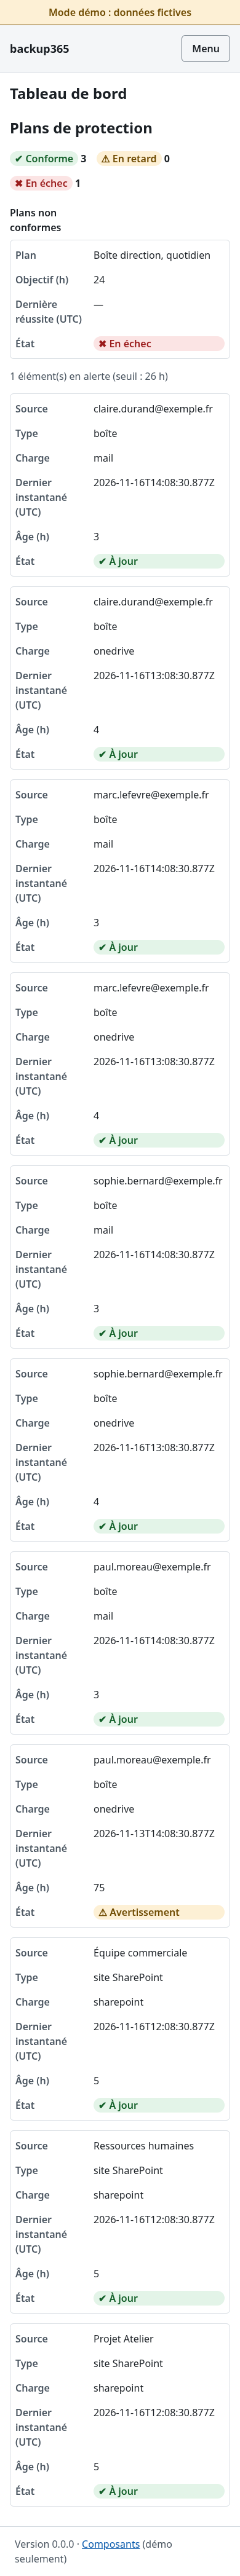 Mode démo : données fictives
backup365
Menu
Tableau de bord
Plans de protection
✔ Conforme 3 ⚠ En retard 0
✖ En échec 1
Plans non
conformes
Plan Boîte direction, quotidien
Objectif (h) 24
Dernière
réussite (UTC) —
État ✖ En échec
1 élément(s) en alerte (seuil : 26 h)
Source claire.durand@exemple.fr
Type boîte
Charge mail
Dernier 2026-11-16T14:08:30.877Z
instantané
(UTC)
Âge (h) 3
État ✔ À jour
Source claire.durand@exemple.fr
Type boîte
Charge onedrive
Dernier 2026-11-16T13:08:30.877Z
instantané
(UTC)
Âge (h) 4
État ✔ À jour
Source marc.lefevre@exemple.fr
Type boîte
Charge mail
Dernier 2026-11-16T14:08:30.877Z
instantané
(UTC)
Âge (h) 3
État ✔ À jour
Source marc.lefevre@exemple.fr
Type boîte
Charge onedrive
Dernier 2026-11-16T13:08:30.877Z
instantané
(UTC)
Âge (h) 4
État ✔ À jour
Source sophie.bernard@exemple.fr
Type boîte
Charge mail
Dernier 2026-11-16T14:08:30.877Z
instantané
(UTC)
Âge (h) 3
État ✔ À jour
Source sophie.bernard@exemple.fr
Type boîte
Charge onedrive
Dernier 2026-11-16T13:08:30.877Z
instantané
(UTC)
Âge (h) 4
État ✔ À jour
Source paul.moreau@exemple.fr
Type boîte
Charge mail
Dernier 2026-11-16T14:08:30.877Z
instantané
(UTC)
Âge (h) 3
État ✔ À jour
Source paul.moreau@exemple.fr
Type boîte
Charge onedrive
Dernier 2026-11-13T14:08:30.877Z
instantané
(UTC)
Âge (h) 75
État ⚠ Avertissement
Source Équipe commerciale
Type site SharePoint
Charge sharepoint
Dernier 2026-11-16T12:08:30.877Z
instantané
(UTC)
Âge (h) 5
État ✔ À jour
Source Ressources humaines
Type site SharePoint
Charge sharepoint
Dernier 2026-11-16T12:08:30.877Z
instantané
(UTC)
Âge (h) 5
État ✔ À jour
Source Projet Atelier
Type site SharePoint
Charge sharepoint
Dernier 2026-11-16T12:08:30.877Z
instantané
(UTC)
Âge (h) 5
État ✔ À jour
Version 0.0.0 · Composants (démo
seulement)